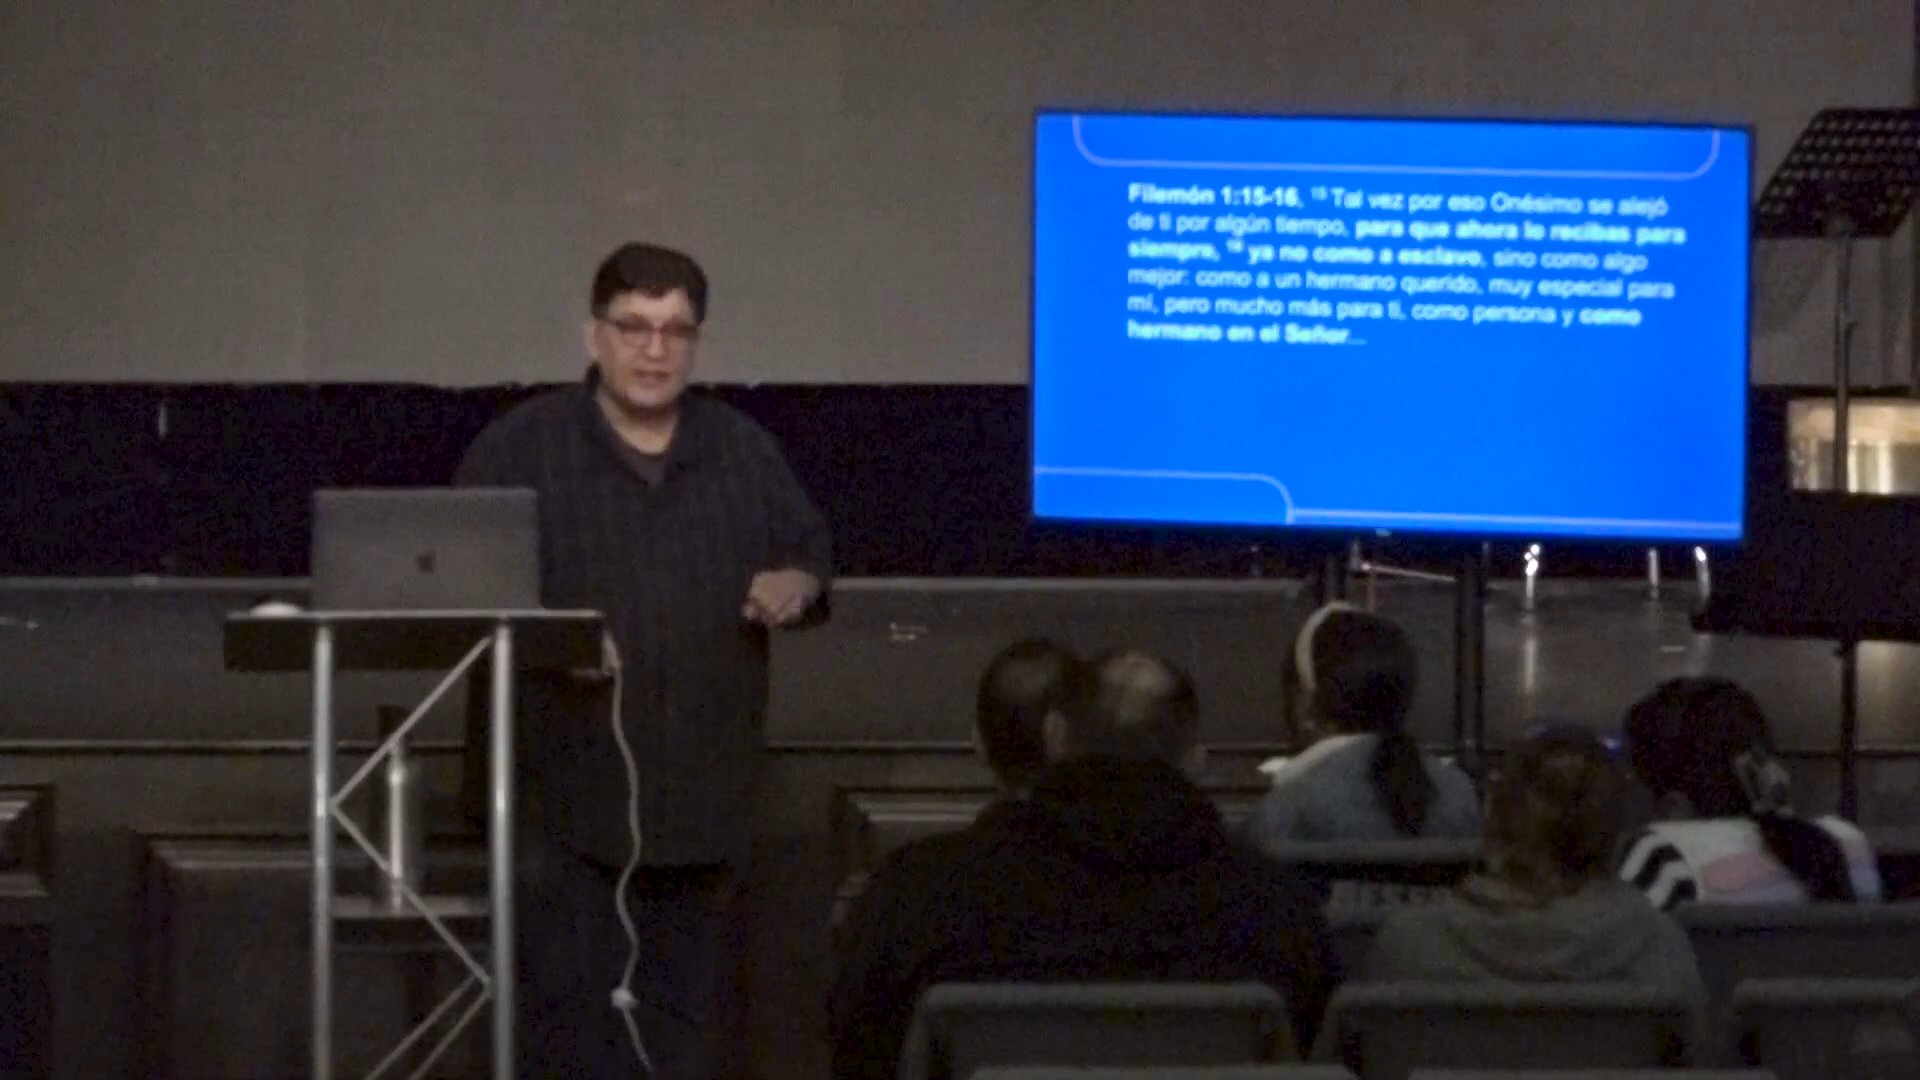 Filemón 1:15-16, ¹⁵ Tal vez por eso Onésimo se alejó
de ti por algún tiempo, para que ahora lo recibas para
siempre, ¹⁶ ya no como a esclavo, sino como algo
mejor: como a un hermano querido, muy especial para
mí, pero mucho más para ti, como persona y como
hermano en el Señor...